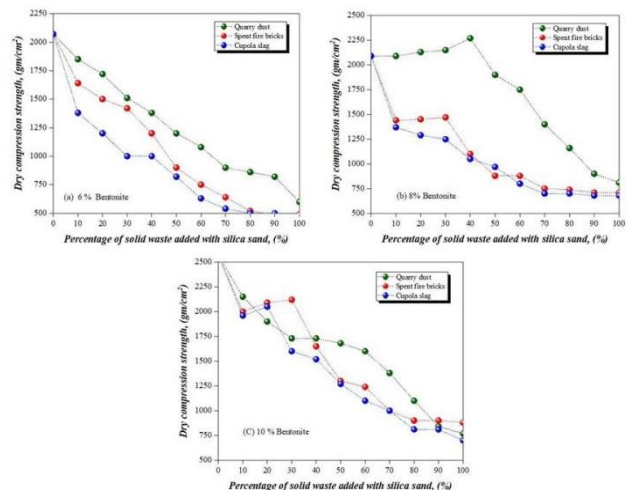 2250
2000
1750
1500
1250
1000
750
500
Dry compression strength, (gm/cm²)
Quarry dust
Spent fire bricks
Cupola slag
(a) 6 % Bentonite
0 10 20 30 40 50 60 70 80 90 100
Percentage of solid waste added with silica sand, (%)
2500
2250
2000
1750
1500
1250
1000
750
500
Dry compression strength, (gm/cm²)
Quarry dust
Spent fire bricks
Cupola slag
(b) 8% Bentonite
0 10 20 30 40 50 60 70 80 90 100
Percentage of solid waste added with silica sand, (%)
2500
2250
2000
1750
1500
1250
1000
750
500
Dry compression strength, (gm/cm²)
Quarry dust
Spent fire bricks
Cupola slag
(C) 10 % Bentonite
10 20 30 40 50 60 70 80 90 100
Percentage of solid waste added with silica sand, (%)